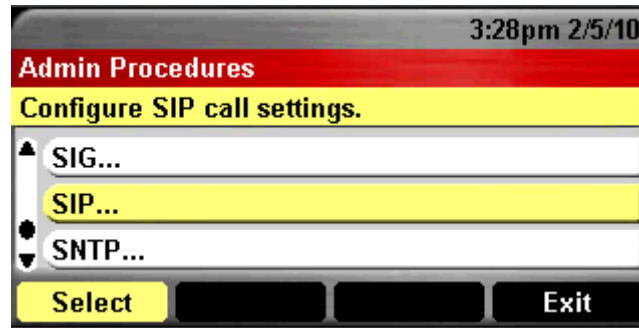 3:28pm 2/5/10
Admin Procedures
Configure SIP call settings.
SIG...
SIP...
SNTP...
Select Exit